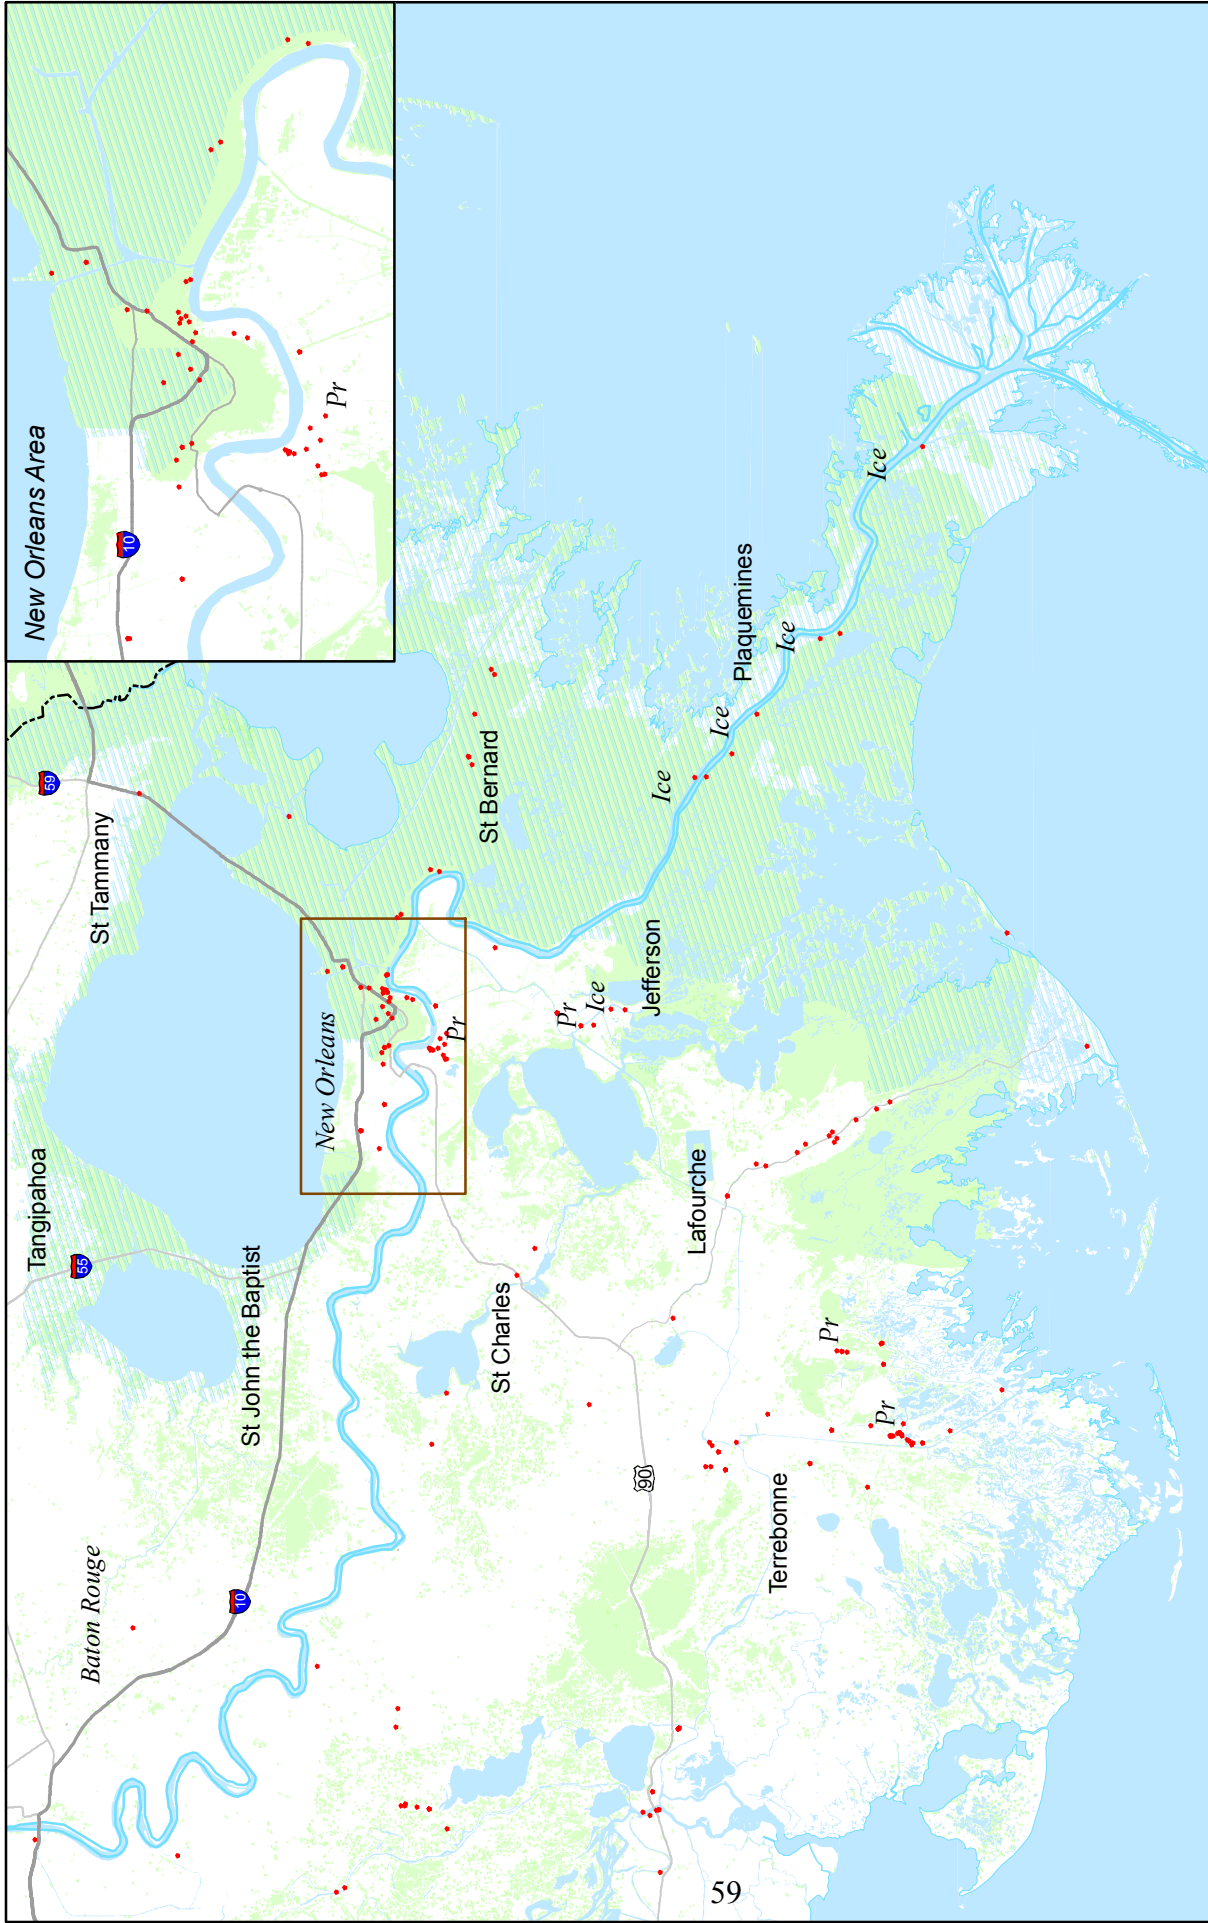 New Orleans Area
10
Pr
59
St Tammany
Tangipahoa
55
New Orleans
Pr
St John the Baptist
Baton Rouge
10
St Bernard
St Charles
Plaquemines
Ice
Ice
Ice
Ice
Jefferson
Pr
Ice
Lafourche
90
Terrebonne
Pr
Pr
59